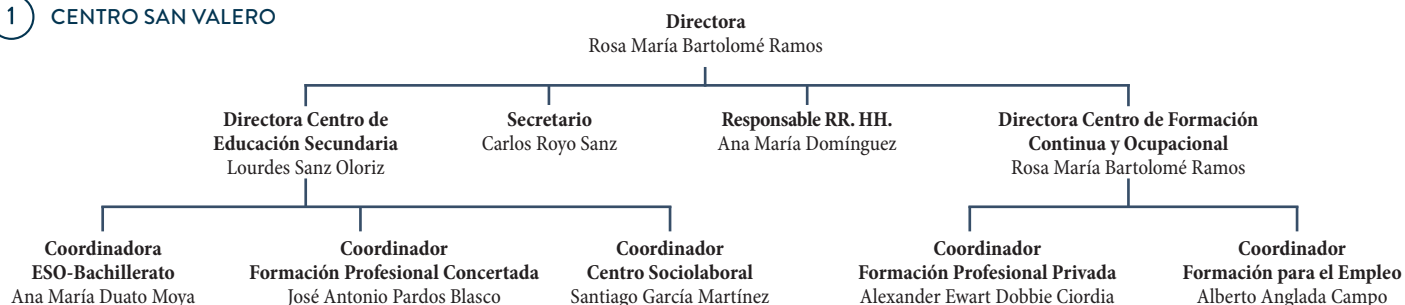 1 CENTRO SAN VALERO
Directora
Rosa María Bartolomé Ramos
Directora Centro de
Educación Secundaria
Lourdes Sanz Oloriz
Secretario
Carlos Royo Sanz
Responsable RR. HH.
Ana María Domínguez
Directora Centro de Formación
Continua y Ocupacional
Rosa María Bartolomé Ramos
Coordinadora
ESO-Bachillerato
Ana María Duato Moya
Coordinador
Formación Profesional Concertada
José Antonio Pardos Blasco
Coordinador
Centro Sociolaboral
Santiago García Martínez
Coordinador
Formación Profesional Privada
Alexander Ewart Dobbie Ciordia
Coordinador
Formación para el Empleo
Alberto Anglada Campo